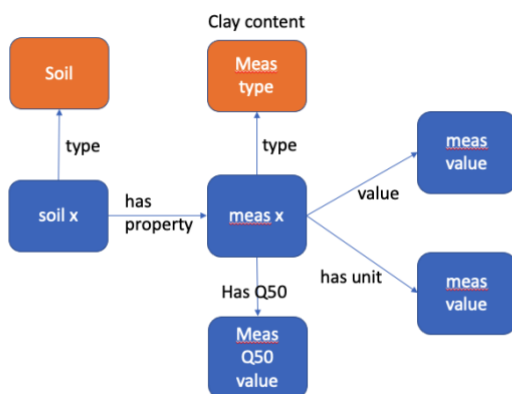 Clay content
Soil
Meas
type
type
type
meas
value
soil x
has
property
meas x
value
has unit
Has Q50
meas
value
Meas
Q50
value